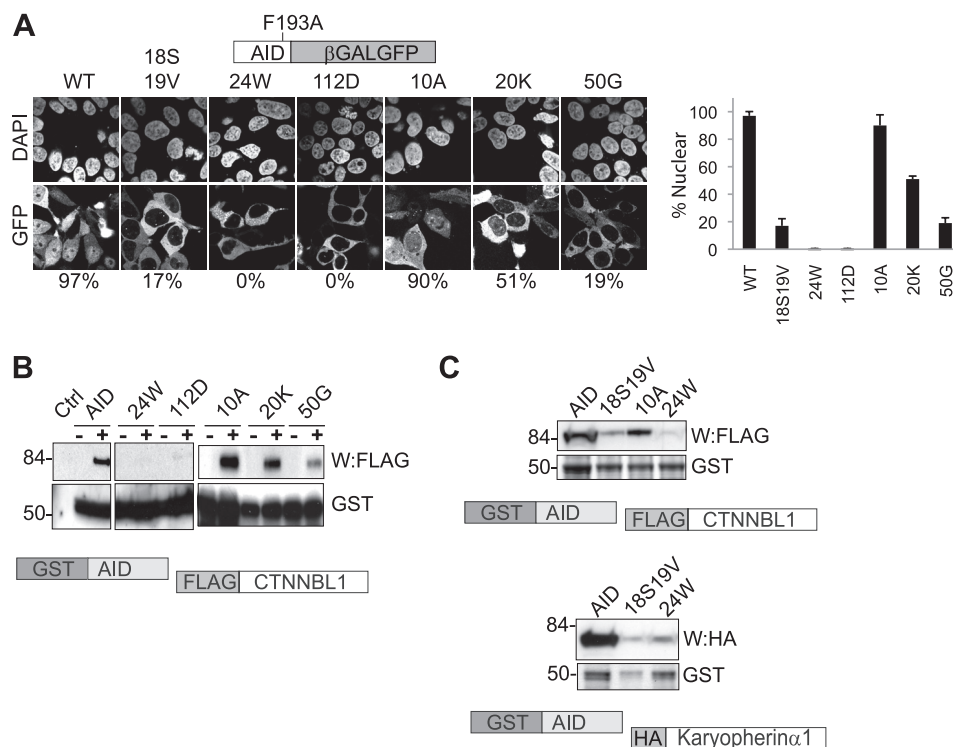 A
F193A
AID βGALGFP
18S
WT 19V 24W 112D 10A 20K 50G
DAPI
GFP
97% 17% 0% 0% 90% 51% 19%
% Nuclear
100
80
60
40
20
0
WT 18S19V 24W 112D 10A 20K 50G
B
Ctrl AID 24W 112D 10A 20K 50G
- + - + - + - + - + - +
84 W:FLAG
50 GST
GST AID
FLAG CTNNBL1
C
AID 18S19V 10A 24W
84 W:FLAG
50 GST
GST AID FLAG CTNNBL1
AID 18S19V 24W
84 W:HA
50 GST
GST AID
HA Karyopherinα1